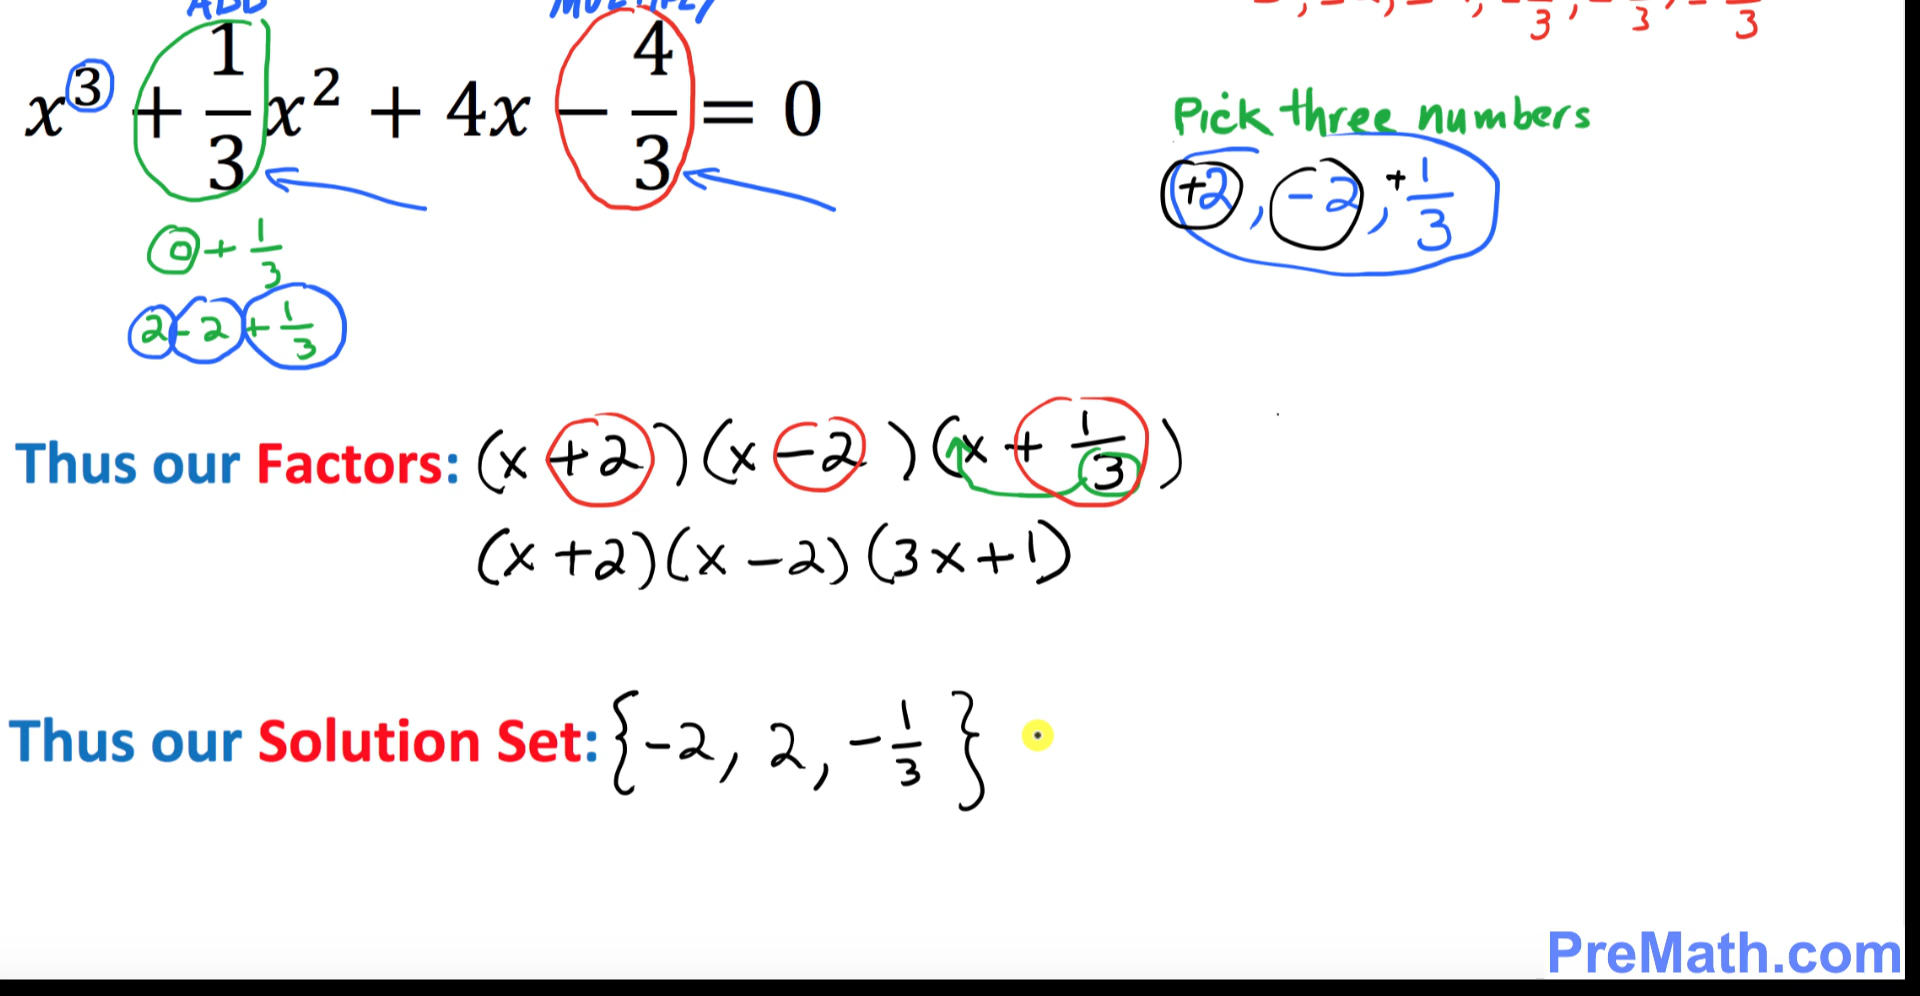 ADD MULTIPLY
x³ + 1/3 x² + 4x − 4/3 = 0
Pick three numbers
+2, −2, +1/3
0 + 1/3
2 − 2 + 1/3
Thus our Factors: (x + 2)(x − 2)(x + 1/3)
(x + 2)(x − 2)(3x + 1)
Thus our Solution Set: {−2, 2, −1/3}
PreMath.com